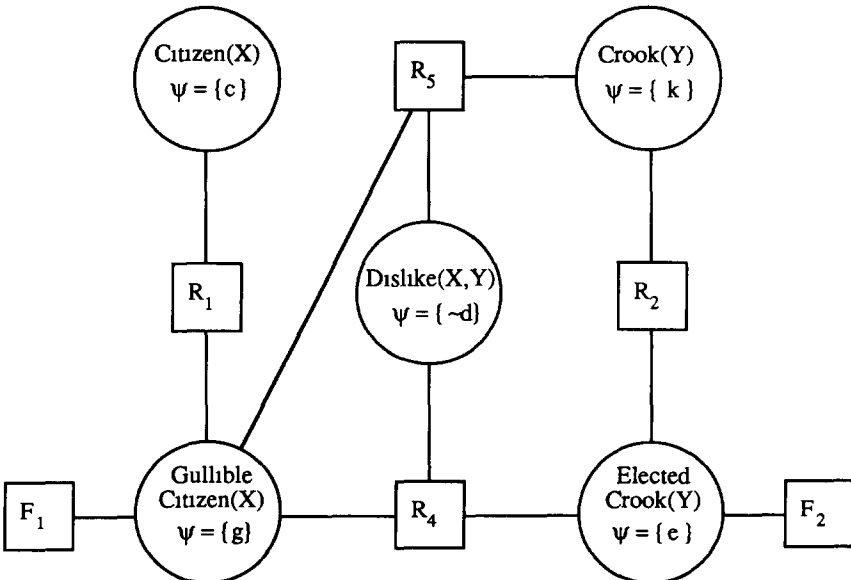 Citizen(X)
ψ = {c}
R5
Crook(Y)
ψ = { k }
R1
Dislike(X,Y)
ψ = {~d}
R2
F1
Gullible
Citizen(X)
ψ = {g}
R4
Elected
Crook(Y)
ψ = { e }
F2